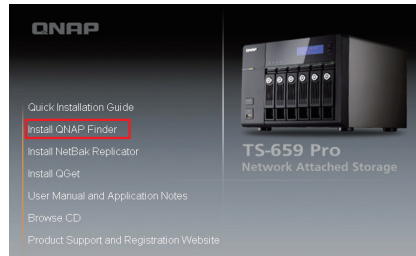 QNAP
Quick Installation Guide
Install QNAP Finder
Install NetBak Replicator
Install QGet
User Manual and Application Notes
Browse CD
Product Support and Registration Website
TS-659 Pro
Network Attached Storage